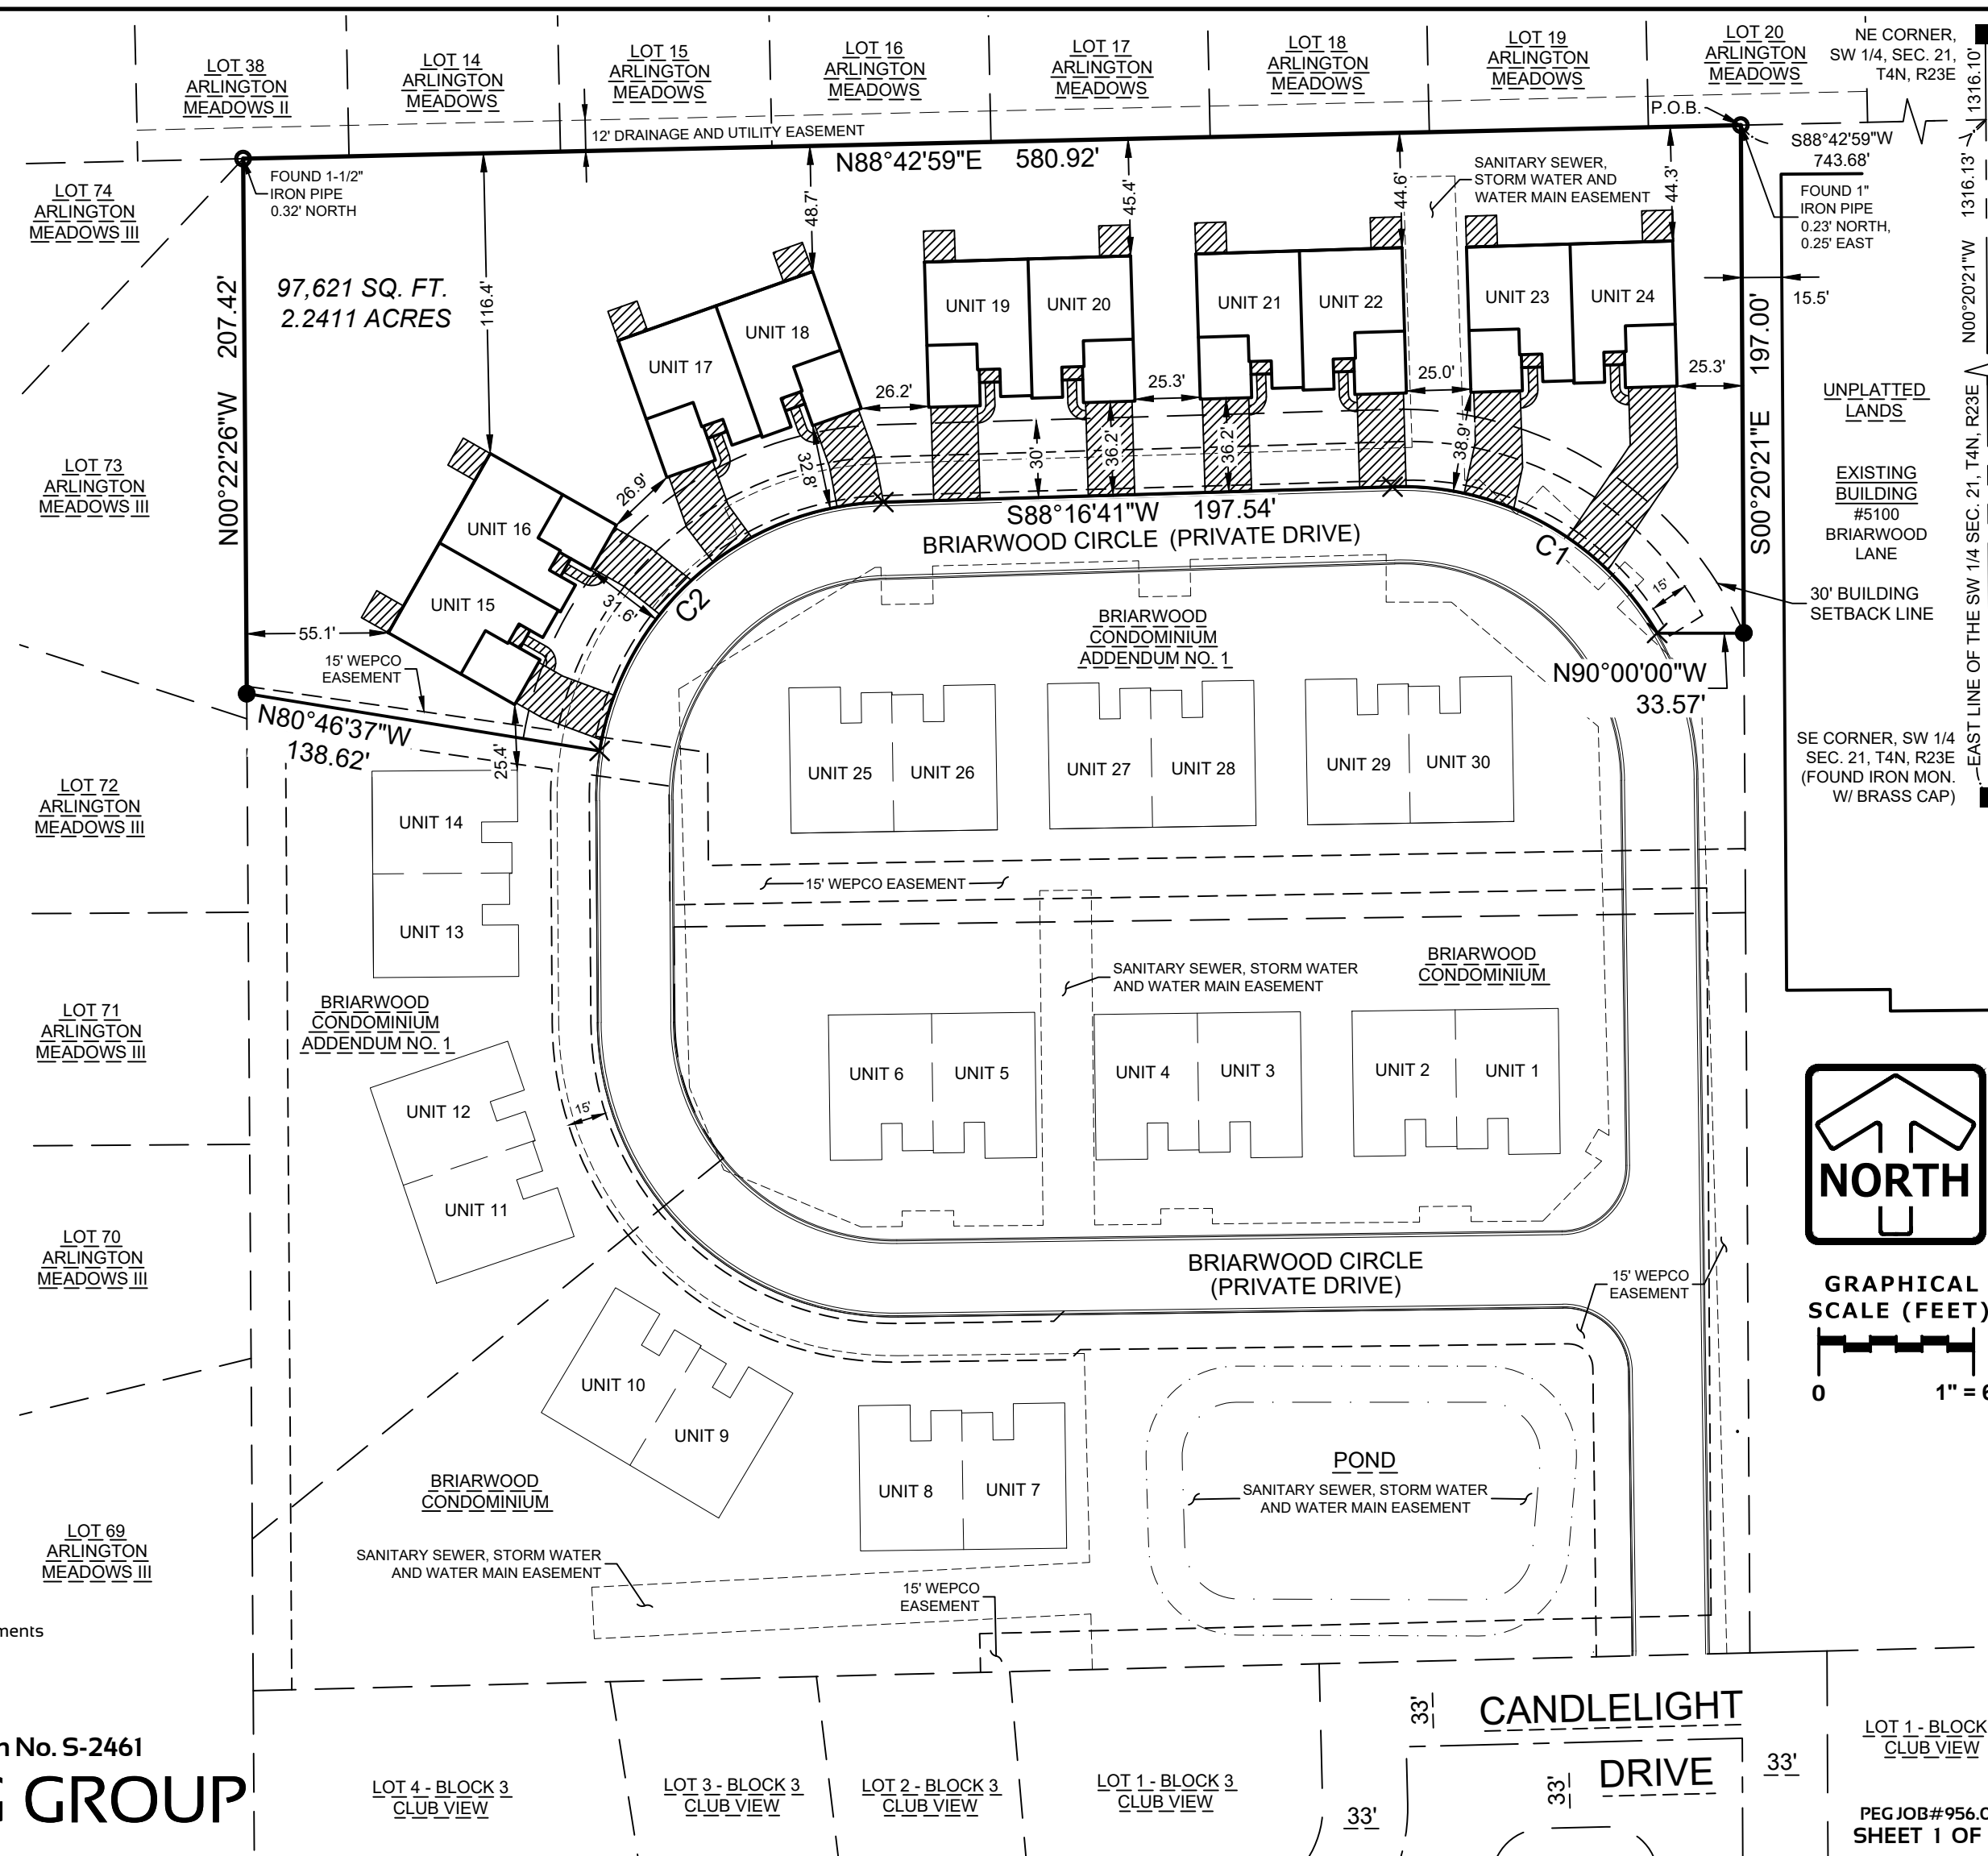 LOT 38
ARLINGTON
MEADOWS II
LOT 14
ARLINGTON
MEADOWS
LOT 15
ARLINGTON
MEADOWS
LOT 16
ARLINGTON
MEADOWS
LOT 17
ARLINGTON
MEADOWS
LOT 18
ARLINGTON
MEADOWS
LOT 19
ARLINGTON
MEADOWS
LOT 20
ARLINGTON
MEADOWS
NE CORNER,
SW 1/4, SEC. 21,
T4N, R23E
1316.10'
P.O.B.
12' DRAINAGE AND UTILITY EASEMENT
N88°42'59"E 580.92'
S88°42'59"W
743.68'
1316.13'
FOUND 1-1/2"
IRON PIPE
0.32' NORTH
LOT 74
ARLINGTON
MEADOWS III
SANITARY SEWER,
STORM WATER AND
WATER MAIN EASEMENT
FOUND 1"
IRON PIPE
0.23' NORTH,
0.25' EAST
116.4'
48.7'
45.4'
44.6'
44.3'
97,621 SQ. FT.
2.2411 ACRES
N00°22'26"W 207.42'
S00°20'21"E 197.00'
N00°20'21"W
EAST LINE OF THE SW 1/4 SEC. 21, T4N, R23E
15.5'
UNIT 17
UNIT 18
UNIT 19
UNIT 20
UNIT 21
UNIT 22
UNIT 23
UNIT 24
26.2'
25.3'
25.0'
25.3'
UNPLATTED
LANDS
EXISTING
BUILDING
#5100
BRIARWOOD
LANE
LOT 73
ARLINGTON
MEADOWS III
26.9'
32.8'
30'
36.2'
36.2'
38.9'
UNIT 16
UNIT 15
31.6'
C2
S88°16'41"W 197.54'
BRIARWOOD CIRCLE (PRIVATE DRIVE)
C1
15'
30' BUILDING
SETBACK LINE
55.1'
15' WEPCO
EASEMENT
BRIARWOOD
CONDOMINIUM
ADDENDUM NO. 1
N90°00'00"W
33.57'
N80°46'37"W
138.62'
25.4'
SE CORNER, SW 1/4
SEC. 21, T4N, R23E
(FOUND IRON MON.
W/ BRASS CAP)
UNIT 25
UNIT 26
UNIT 27
UNIT 28
UNIT 29
UNIT 30
LOT 72
ARLINGTON
MEADOWS III
UNIT 14
UNIT 13
15' WEPCO EASEMENT
SANITARY SEWER, STORM WATER
AND WATER MAIN EASEMENT
BRIARWOOD
CONDOMINIUM
LOT 71
ARLINGTON
MEADOWS III
BRIARWOOD
CONDOMINIUM
ADDENDUM NO. 1
UNIT 6
UNIT 5
UNIT 4
UNIT 3
UNIT 2
UNIT 1
UNIT 12
UNIT 11
15'
NORTH
LOT 70
ARLINGTON
MEADOWS III
BRIARWOOD CIRCLE
(PRIVATE DRIVE)
15' WEPCO
EASEMENT
GRAPHICAL
SCALE (FEET)
0
1" = 6
UNIT 10
UNIT 9
UNIT 8
UNIT 7
POND
SANITARY SEWER, STORM WATER
AND WATER MAIN EASEMENT
BRIARWOOD
CONDOMINIUM
LOT 69
ARLINGTON
MEADOWS III
SANITARY SEWER, STORM WATER
AND WATER MAIN EASEMENT
15' WEPCO
EASEMENT
ments
n No. S-2461
GROUP
LOT 4 - BLOCK 3
CLUB VIEW
LOT 3 - BLOCK 3
CLUB VIEW
LOT 2 - BLOCK 3
CLUB VIEW
LOT 1 - BLOCK 3
CLUB VIEW
33'
CANDLELIGHT
DRIVE
33'
33'
33'
LOT 1 - BLOCK
CLUB VIEW
PEG JOB#956.0
SHEET 1 OF